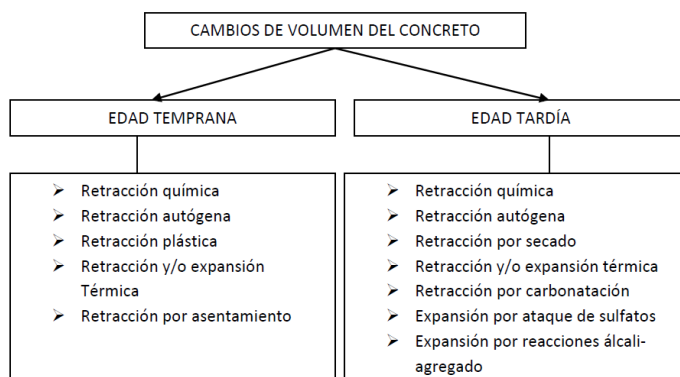 CAMBIOS DE VOLUMEN DEL CONCRETO
EDAD TEMPRANA
➢ Retracción química
➢ Retracción autógena
➢ Retracción plástica
➢ Retracción y/o expansión
Térmica
➢ Retracción por asentamiento
EDAD TARDÍA
➢ Retracción química
➢ Retracción autógena
➢ Retracción por secado
➢ Retracción y/o expansión térmica
➢ Retracción por carbonatación
➢ Expansión por ataque de sulfatos
➢ Expansión por reacciones álcali-
agregado